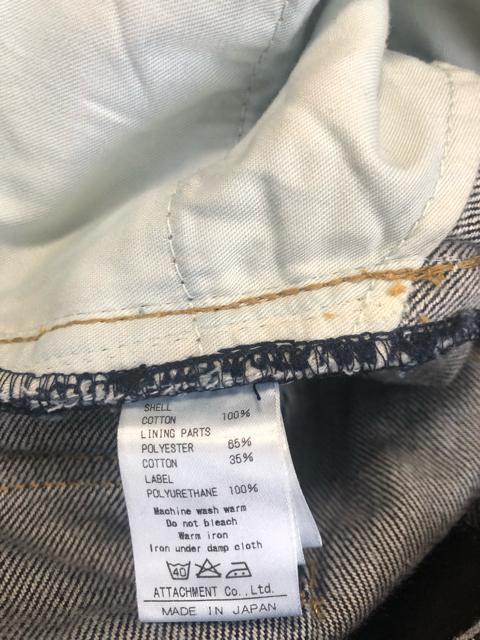 SHELL
COTTON 100%
LINING PARTS
POLYESTER 65%
COTTON 35%
LABEL
POLYURETHANE 100%
Machine wash warm
Do not bleach
Warm iron
Iron under damp cloth
40
ATTACHMENT Co.,Ltd.
MADE IN JAPAN